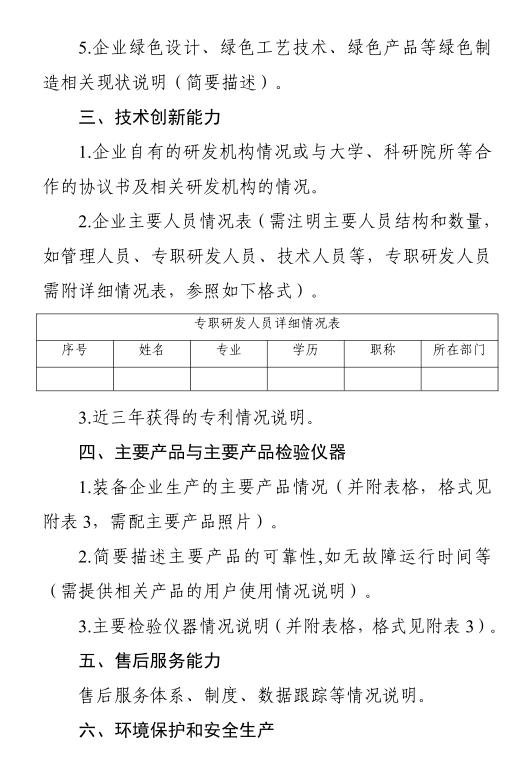 5.企业绿色设计、绿色工艺技术、绿色产品等绿色制
造相关现状说明（简要描述）。
三、技术创新能力
1.企业自有的研发机构情况或与大学、科研院所等合
作的协议书及相关研发机构的情况。
2.企业主要人员情况表（需注明主要人员结构和数量，
如管理人员、专职研发人员、技术人员等，专职研发人员
需附详细情况表，参照如下格式）。
专职研发人员详细情况表
序号 姓名 专业 学历 职称 所在部门
3.近三年获得的专利情况说明。
四、主要产品与主要产品检验仪器
1.装备企业生产的主要产品情况（并附表格，格式见
附表 3，需配主要产品照片）。
2.简要描述主要产品的可靠性,如无故障运行时间等
（需提供相关产品的用户使用情况说明）。
3.主要检验仪器情况说明（并附表格，格式见附表 3）。
五、售后服务能力
售后服务体系、制度、数据跟踪等情况说明。
六、环境保护和安全生产